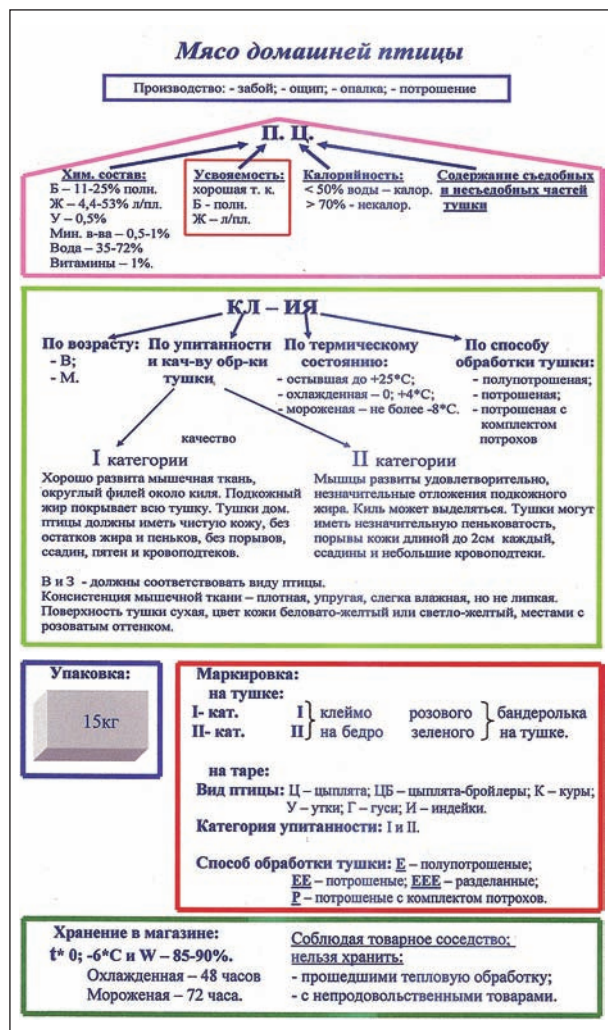 Мясо домашней птицы
Производство: - забой; - ощип; - опалка; - потрошение
П. Ц.
Хим. состав:
Б – 11-25% полн.
Ж – 4,4-53% л/пл.
У – 0,5%
Мин. в-ва – 0,5-1%
Вода – 35-72%
Витамины – 1%.
Усвояемость:
хорошая т. к.
Б - полн.
Ж – л/пл.
Калорийность:
< 50% воды – калор.
> 70% - некалор.
Содержание съедобных
и несъедобных частей
тушки
КЛ – ИЯ
По возрасту:
- В;
- М.
По упитанности
и кач-ву обр-ки
тушки
По термическому
состоянию:
- остывшая до +25*С;
- охлажденная – 0; +4*С;
- мороженая – не более -8*С.
По способу
обработки тушки:
- полупотрошеная;
- потрошеная;
- потрошеная с
комплектом
потрохов
качество
I категории
Хорошо развита мышечная ткань,
округлый филей около киля. Подкожный
жир покрывает всю тушку. Тушки дом.
птицы должны иметь чистую кожу, без
остатков жира и пеньков, без порывов,
ссадин, пятен и кровоподтеков.
II категории
Мышцы развиты удовлетворительно,
незначительные отложения подкожного
жира. Киль может выделяться. Тушки могут
иметь незначительную пеньковатость,
порывы кожи длиной до 2см каждый,
ссадины и небольшие кровоподтеки.
В и З - должны соответствовать виду птицы.
Консистенция мышечной ткани – плотная, упругая, слегка влажная, но не липкая.
Поверхность тушки сухая, цвет кожи беловато-желтый или светло-желтый, местами с
розоватым оттенком.
Упаковка:
15кг
Маркировка:
на тушке:
I- кат. I клеймо розового бандеролька
II- кат. II на бедро зеленого на тушке.
на таре:
Вид птицы: Ц – цыплята; ЦБ – цыплята-бройлеры; К – куры;
У – утки; Г – гуси; И – индейки.
Категория упитанности: I и II.
Способ обработки тушки: Е – полупотрошеные;
ЕЕ – потрошеные; ЕЕЕ – разделанные;
Р – потрошеные с комплектом потрохов.
Хранение в магазине:
t* 0; -6*С и W – 85-90%.
Охлажденная – 48 часов
Мороженая – 72 часа.
Соблюдая товарное соседство;
нельзя хранить:
- прошедшими тепловую обработку;
- с непродовольственными товарами.